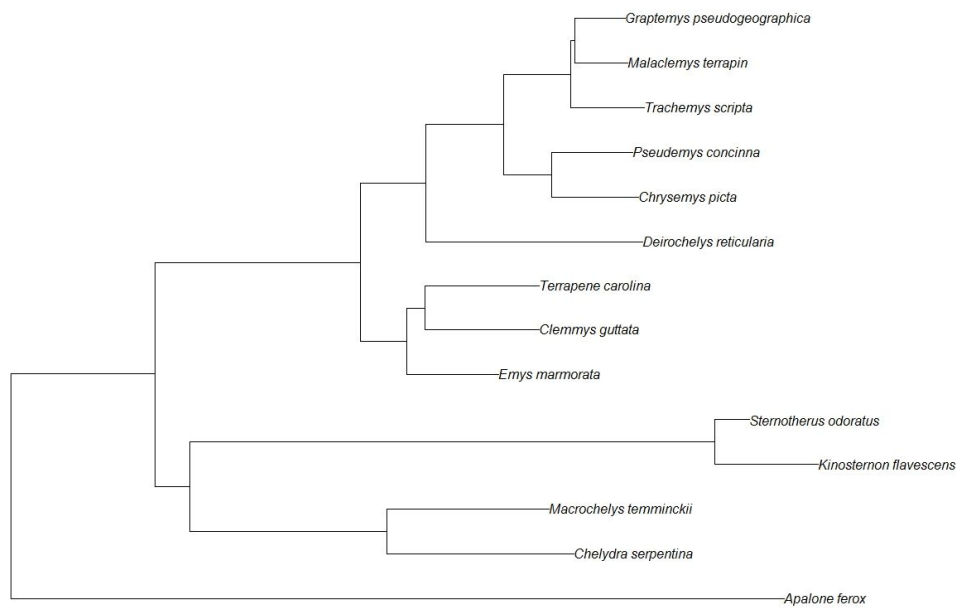 Graptemys pseudogeographica
Malaclemys terrapin
Trachemys scripta
Pseudemys concinna
Chrysemys picta
Deirochelys reticularia
Terrapene carolina
Clemmys guttata
Emys marmorata
Sternotherus odoratus
Kinosternon flavescens
Macrochelys temminckii
Chelydra serpentina
Apalone ferox